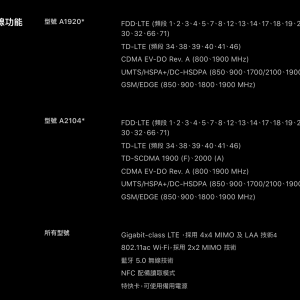 線功能
型號 A1920*
FDD-LTE (頻段 1‧2‧3‧4‧5‧7‧8‧12‧13‧14‧17‧18‧19‧2
30‧32‧66‧71)
TD-LTE (頻段 34‧38‧39‧40‧41‧46)
CDMA EV-DO Rev. A (800‧1900 MHz)
UMTS/HSPA+/DC-HSDPA (850‧900‧1700/2100‧1900
GSM/EDGE (850‧900‧1800‧1900 MHz)
型號 A2104*
FDD-LTE (頻段 1‧2‧3‧4‧5‧7‧8‧12‧13‧14‧17‧18‧19‧2
30‧32‧66‧71)
TD-LTE (頻段 34‧38‧39‧40‧41‧46)
TD-SCDMA 1900 (F)‧2000 (A)
CDMA EV-DO Rev. A (800‧1900 MHz)
UMTS/HSPA+/DC-HSDPA (850‧900‧1700/2100‧1900
GSM/EDGE (850‧900‧1800‧1900 MHz)
所有型號
Gigabit-class LTE‧採用 4x4 MIMO 及 LAA 技術4
802.11ac Wi-Fi‧採用 2x2 MIMO 技術
藍牙 5.0 無線技術
NFC 配備讀取模式
特快卡‧可使用備用電源